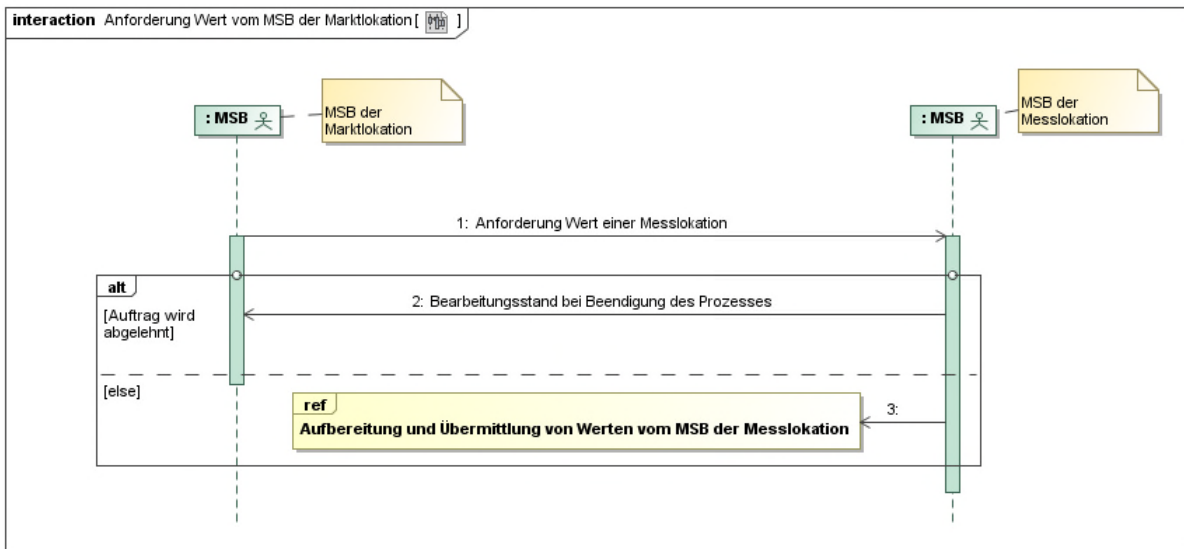 interaction Anforderung Wert vom MSB der Marktlokation [ ]
: MSB
MSB der
Marktlokation
: MSB
MSB der
Messlokation
1: Anforderung Wert einer Messlokation
alt
2: Bearbeitungsstand bei Beendigung des Prozesses
[Auftrag wird
abgelehnt]
[else]
ref
3:
Aufbereitung und Übermittlung von Werten vom MSB der Messlokation